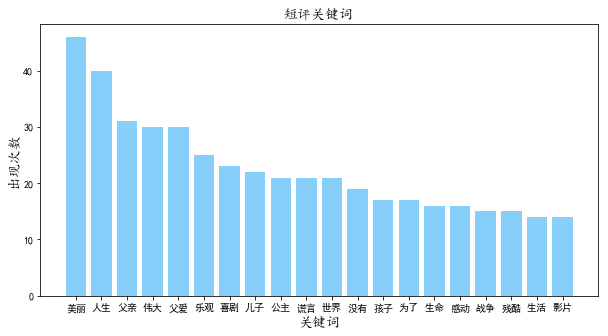 短评关键词
出现次数
40
30
20
10
0
美丽 人生 父亲 伟大 父爱 乐观 喜剧 儿子 公主 谎言 世界 没有 孩子 为了 生命 感动 战争 残酷 生活 影片
关键词